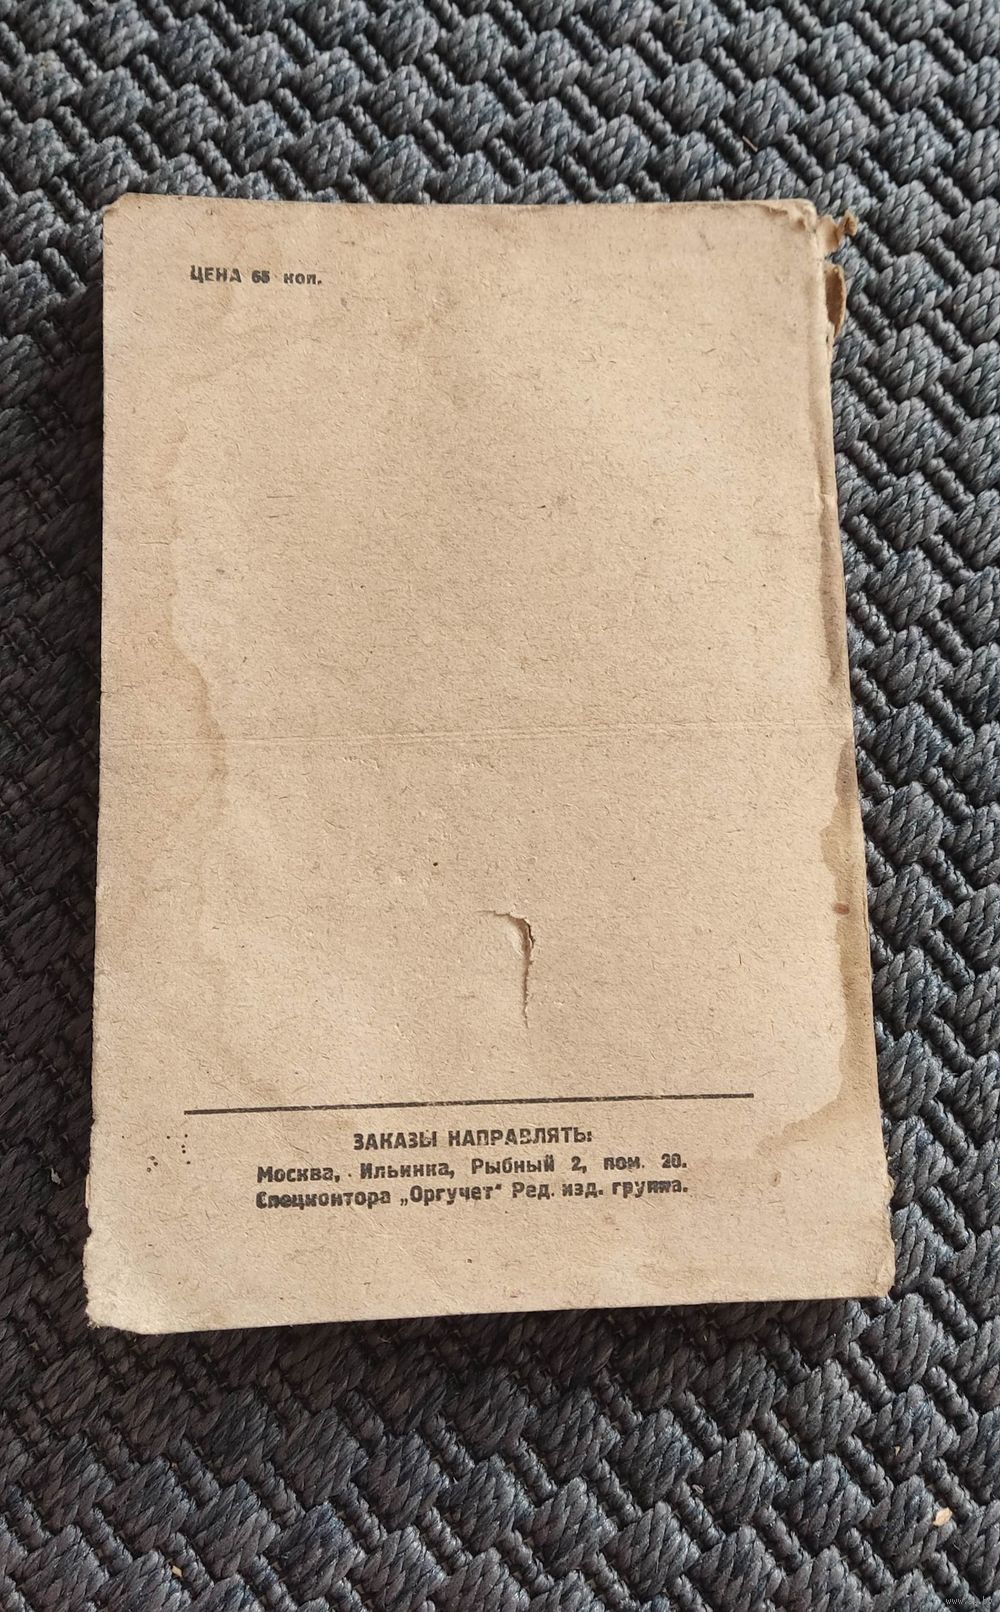 ЦЕНА 65 коп.
ЗАКАЗЫ НАПРАВЛЯТЬ:
Москва, Ильинка, Рыбный 2, пом. 20.
Спецконтора „Оргучет“ Ред. изд. группа.